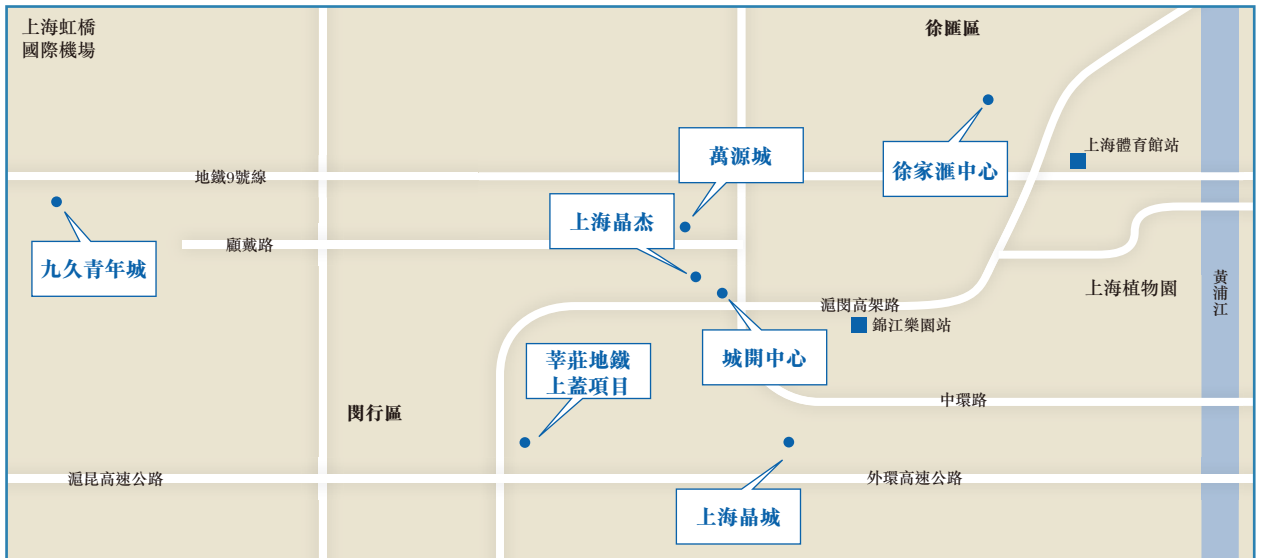 上海虹橋
國際機場
徐匯區
上海體育館站
萬源城
徐家滙中心
地鐵9號線
上海晶杰
顧戴路
九久青年城
黃浦江
上海植物園
滬閔高架路
錦江樂園站
城開中心
莘莊地鐵
上蓋項目
中環路
閔行區
滬昆高速公路
外環高速公路
上海晶城